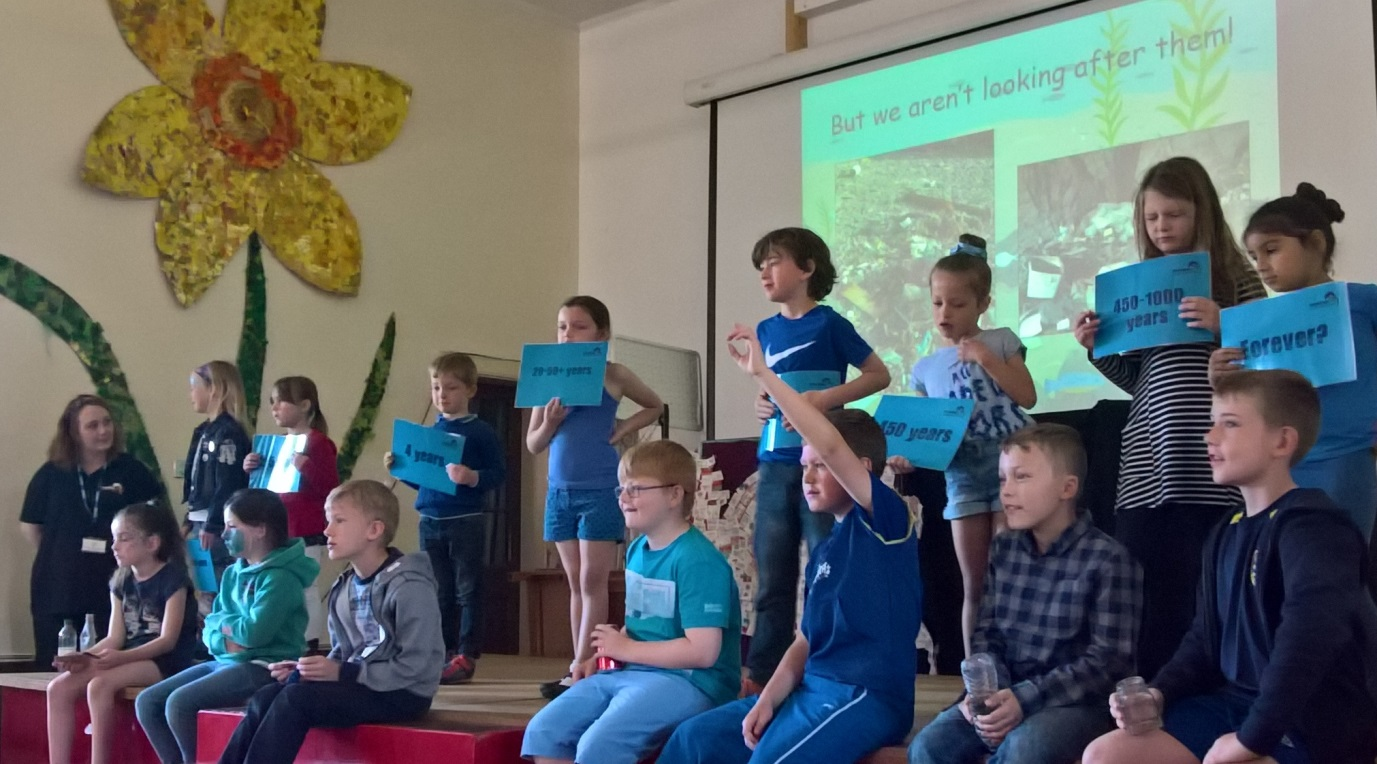 But we aren't looking after them!
4 years
20-50+ years
450 years
450-1000
years
Forever?